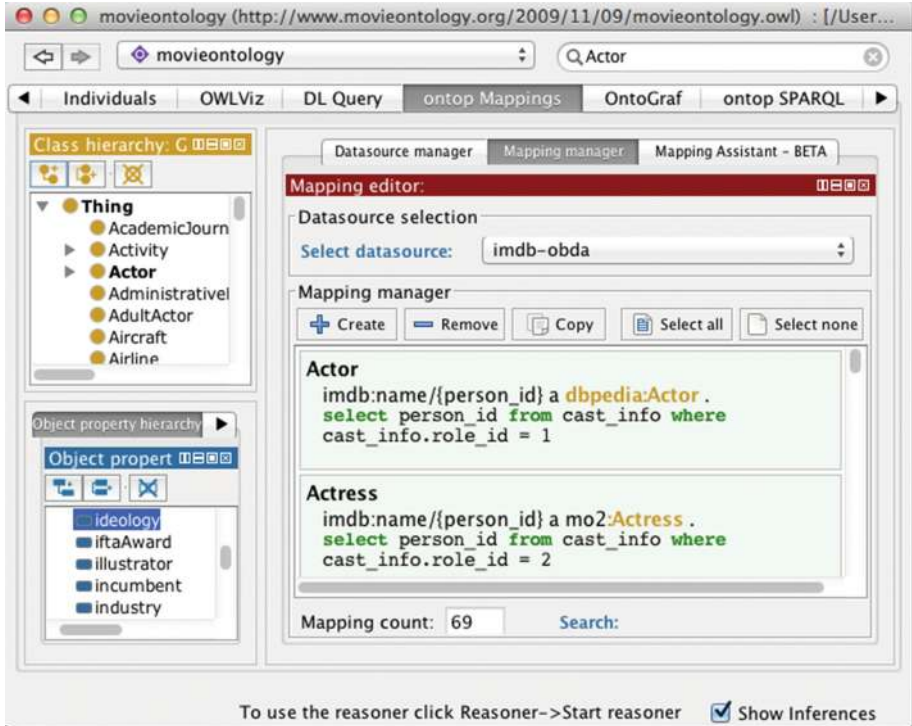 movieontology (http://www.movieontology.org/2009/11/09/movieontology.owl) : [/User...
movieontology
Actor
Individuals OWLViz DL Query ontop Mappings OntoGraf ontop SPARQL
Class hierarchy: G
Thing
AcademicJourn
Activity
Actor
Administrativel
AdultActor
Aircraft
Airline
Object property hierarchy
Object propert
ideology
iftaAward
illustrator
incumbent
industry
Datasource manager Mapping manager Mapping Assistant - BETA
Mapping editor:
Datasource selection
Select datasource: imdb-obda
Mapping manager
Create Remove Copy Select all Select none
Actor
imdb:name/{person_id} a dbpedia:Actor .
select person_id from cast_info where
cast_info.role_id = 1
Actress
imdb:name/{person_id} a mo2:Actress .
select person_id from cast_info where
cast_info.role_id = 2
Mapping count: 69 Search:
To use the reasoner click Reasoner->Start reasoner Show Inferences